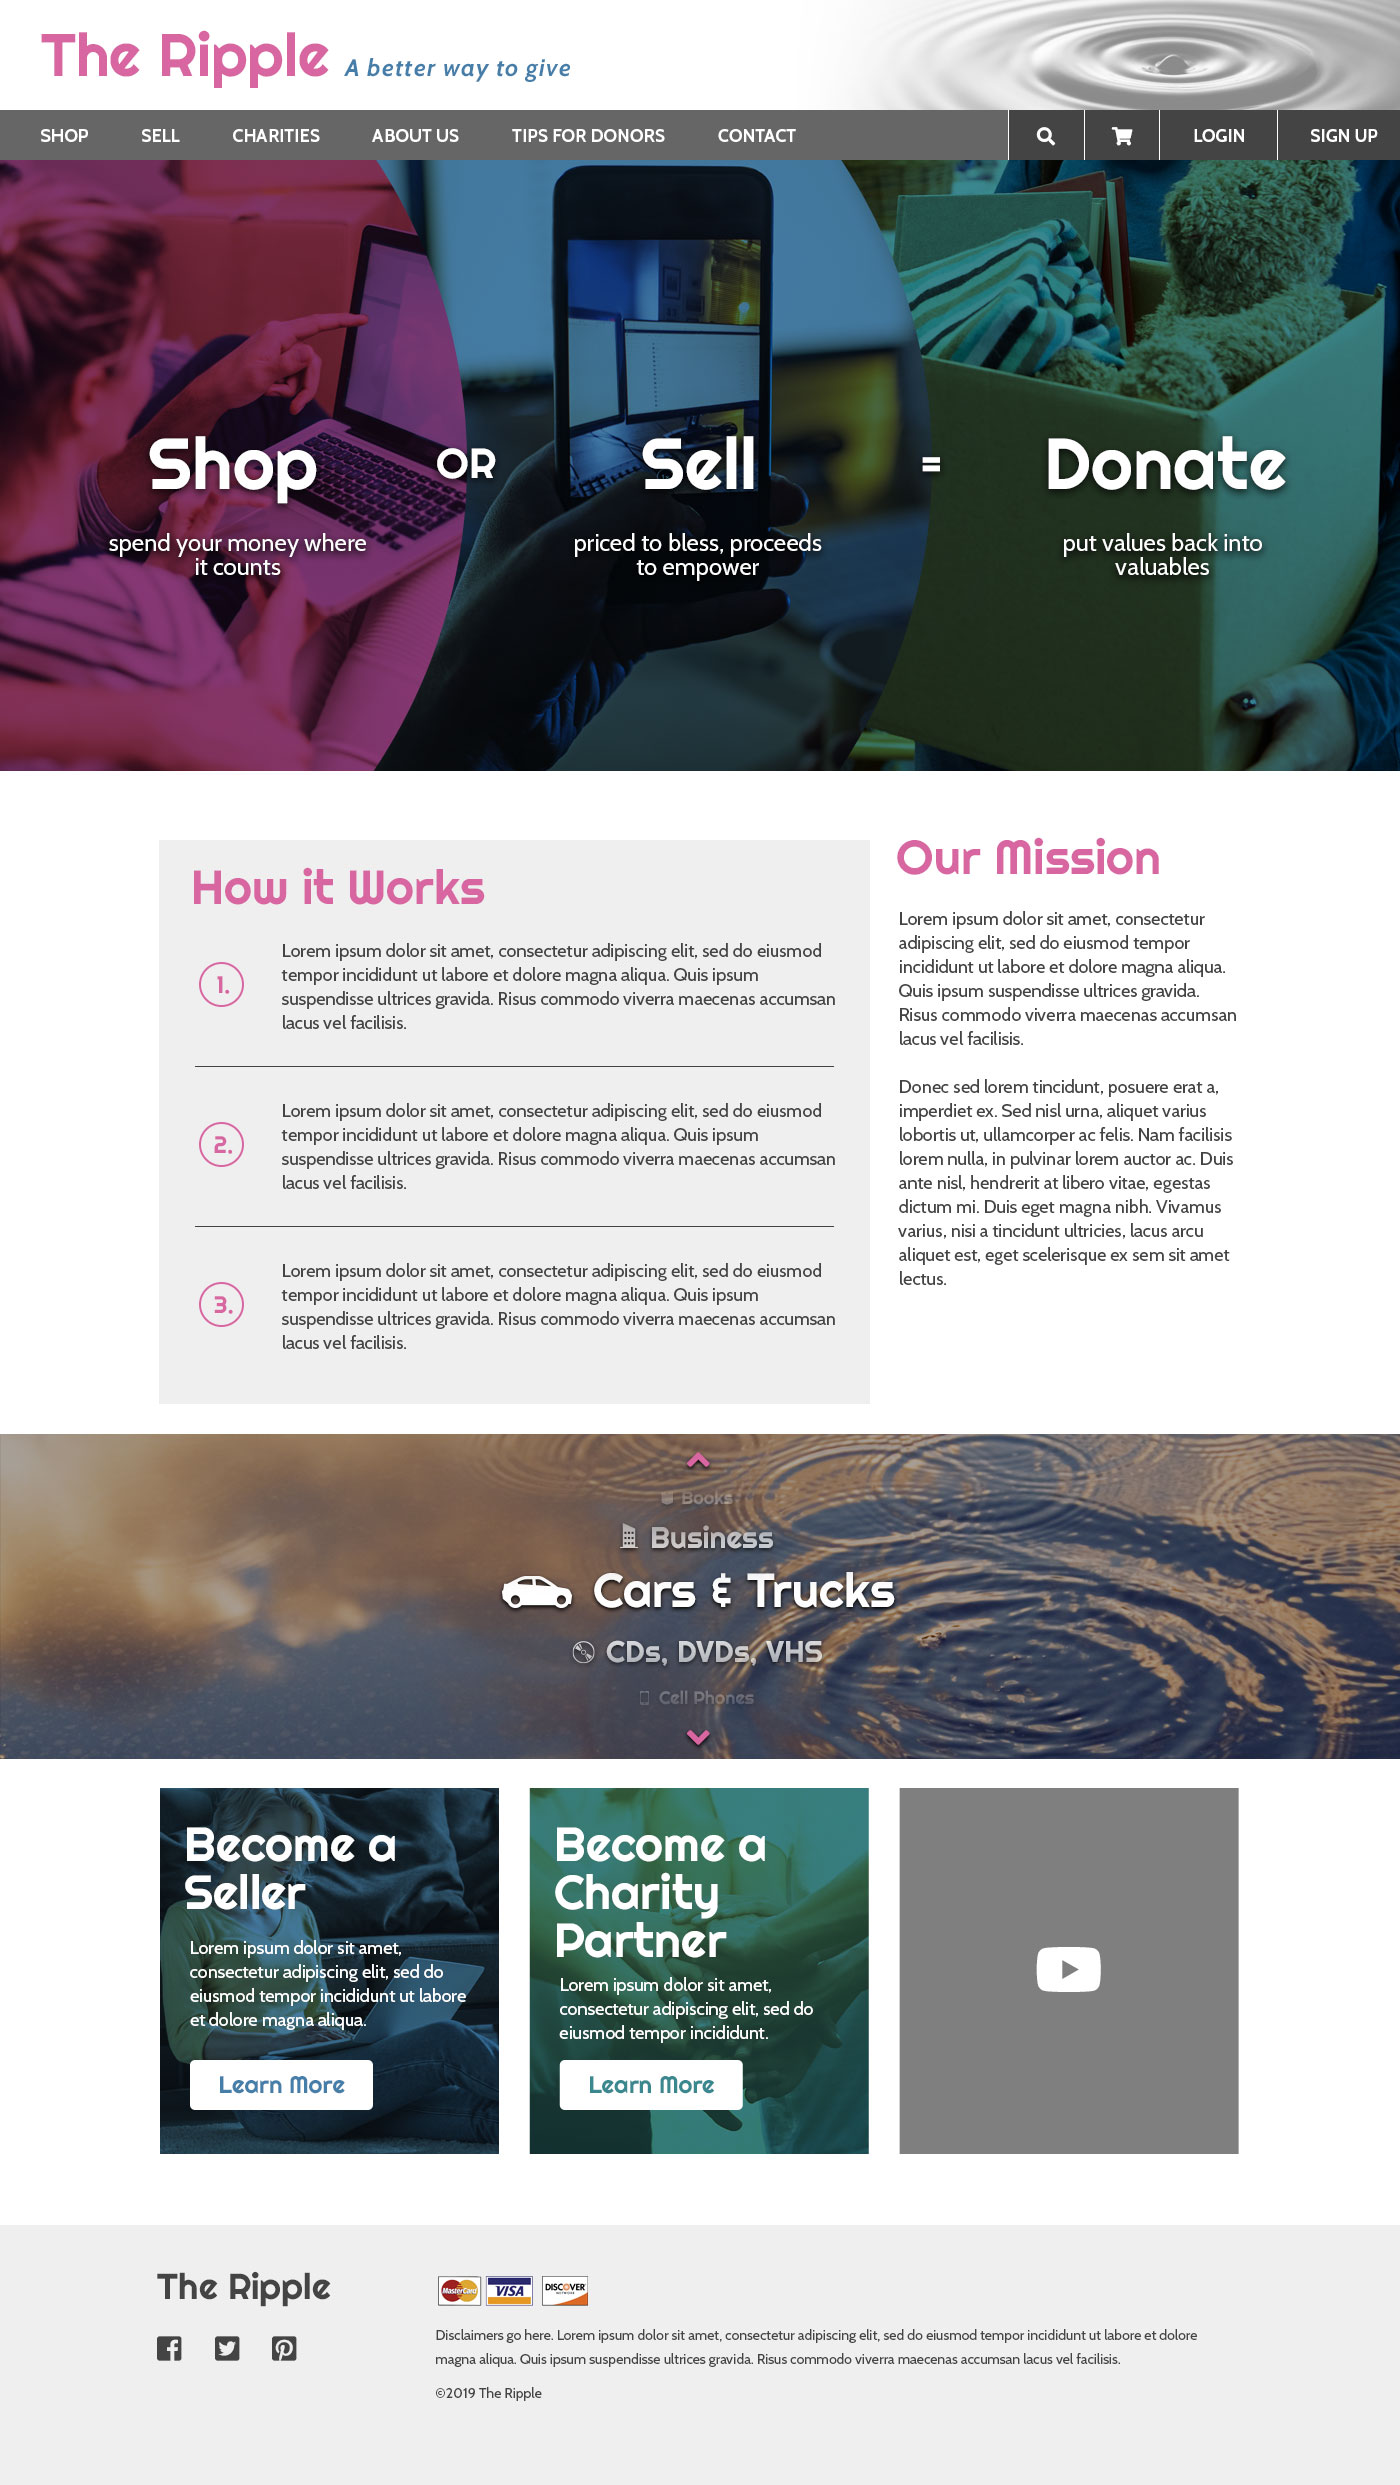 The Ripple A better way to give
SHOP SELL CHARITIES ABOUT US TIPS FOR DONORS CONTACT LOGIN SIGN UP
Shop OR Sell = Donate
spend your money where
it counts
priced to bless, proceeds
to empower
put values back into
valuables
How it Works
1.
Lorem ipsum dolor sit amet, consectetur adipiscing elit, sed do eiusmod
tempor incididunt ut labore et dolore magna aliqua. Quis ipsum
suspendisse ultrices gravida. Risus commodo viverra maecenas accumsan
lacus vel facilisis.
2.
Lorem ipsum dolor sit amet, consectetur adipiscing elit, sed do eiusmod
tempor incididunt ut labore et dolore magna aliqua. Quis ipsum
suspendisse ultrices gravida. Risus commodo viverra maecenas accumsan
lacus vel facilisis.
3.
Lorem ipsum dolor sit amet, consectetur adipiscing elit, sed do eiusmod
tempor incididunt ut labore et dolore magna aliqua. Quis ipsum
suspendisse ultrices gravida. Risus commodo viverra maecenas accumsan
lacus vel facilisis.
Our Mission
Lorem ipsum dolor sit amet, consectetur
adipiscing elit, sed do eiusmod tempor
incididunt ut labore et dolore magna aliqua.
Quis ipsum suspendisse ultrices gravida.
Risus commodo viverra maecenas accumsan
lacus vel facilisis.
Donec sed lorem tincidunt, posuere erat a,
imperdiet ex. Sed nisl urna, aliquet varius
lobortis ut, ullamcorper ac felis. Nam facilisis
lorem nulla, in pulvinar lorem auctor ac. Duis
ante nisl, hendrerit at libero vitae, egestas
dictum mi. Duis eget magna nibh. Vivamus
varius, nisi a tincidunt ultricies, lacus arcu
aliquet est, eget scelerisque ex sem sit amet
lectus.
Books
Business
Cars & Trucks
CDs, DVDs, VHS
Cell Phones
Become a
Seller
Lorem ipsum dolor sit amet,
consectetur adipiscing elit, sed do
eiusmod tempor incididunt ut labore
et dolore magna aliqua.
Learn More
Become a
Charity
Partner
Lorem ipsum dolor sit amet,
consectetur adipiscing elit, sed do
eiusmod tempor incididunt.
Learn More
The Ripple
MasterCard VISA DISCOVER
NETWORK
Disclaimers go here. Lorem ipsum dolor sit amet, consectetur adipiscing elit, sed do eiusmod tempor incididunt ut labore et dolore
magna aliqua. Quis ipsum suspendisse ultrices gravida. Risus commodo viverra maecenas accumsan lacus vel facilisis.
©2019 The Ripple